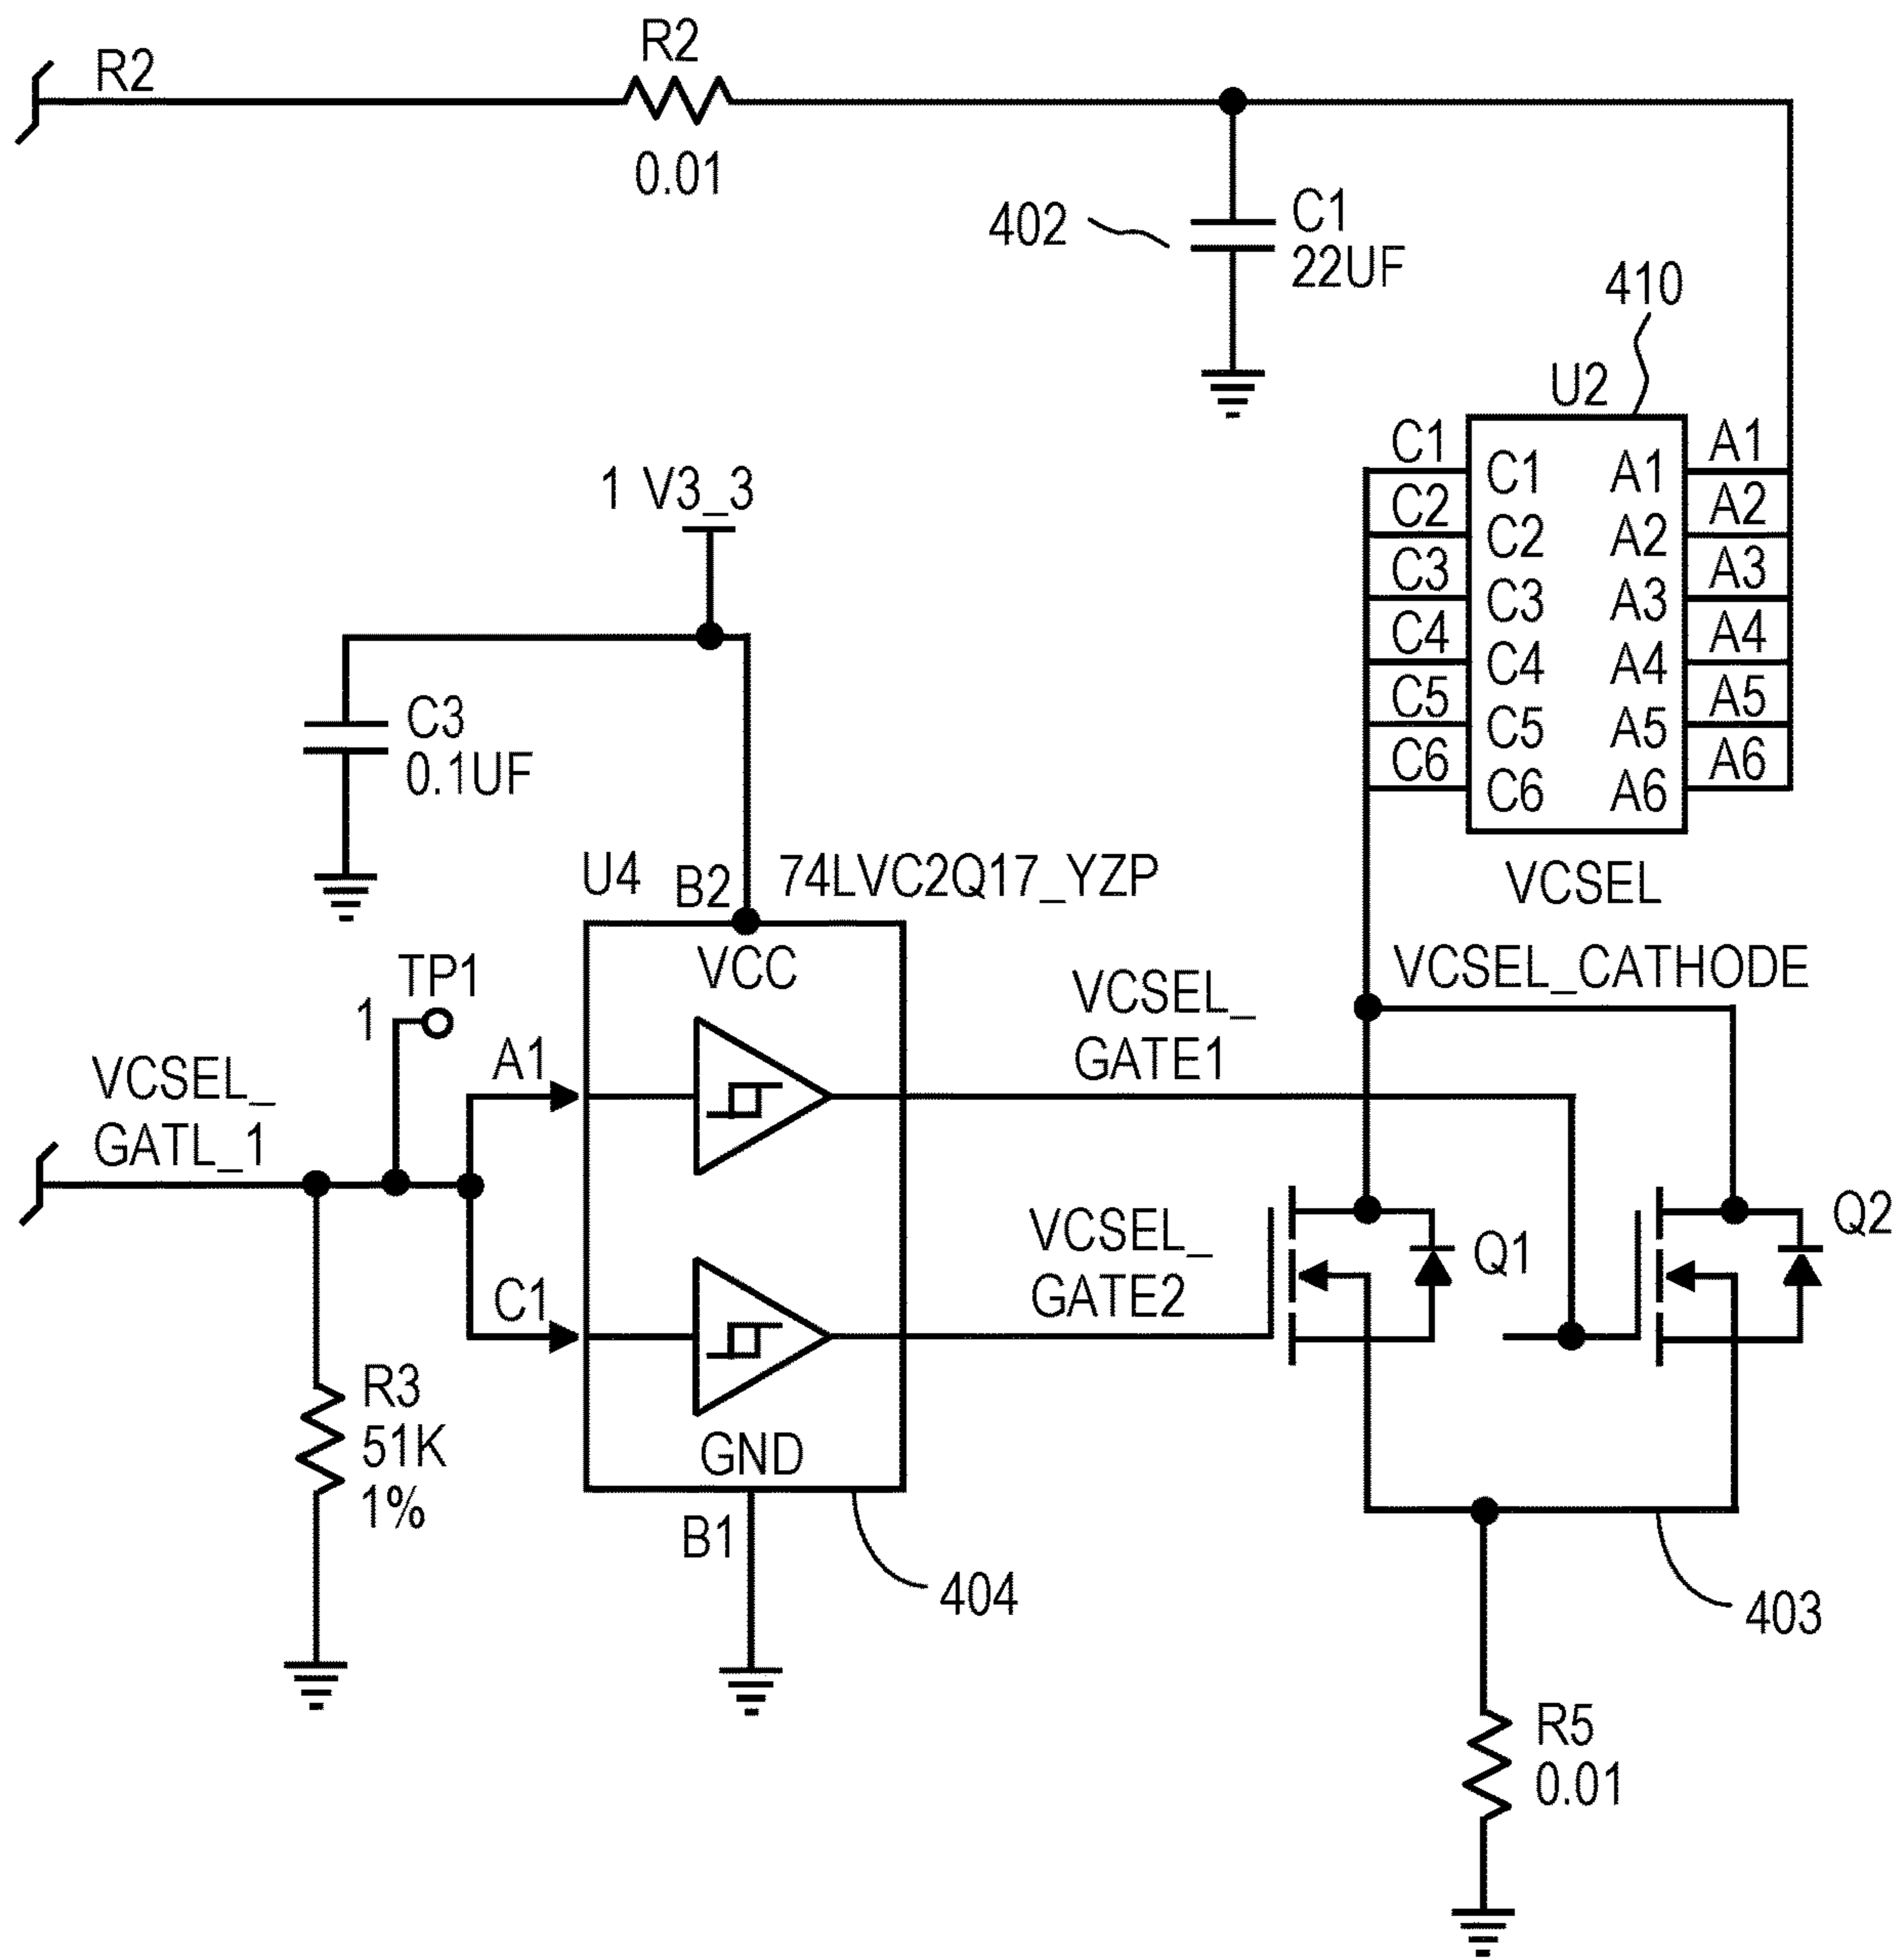 R2
R2
0.01
402
C1
22UF
410
U2
C1
C2
C3
C4
C5
C6
C1 A1
C2 A2
C3 A3
C4 A4
C5 A5
C6 A6
A1
A2
A3
A4
A5
A6
VCSEL
1 V3_3
C3
0.1UF
U4
B2
74LVC2Q17_YZP
VCC
GND
B1
404
TP1
1
VCSEL_
GATL_1
A1
C1
R3
51K
1%
VCSEL_
GATE1
VCSEL_
GATE2
VCSEL_CATHODE
Q1
Q2
403
R5
0.01